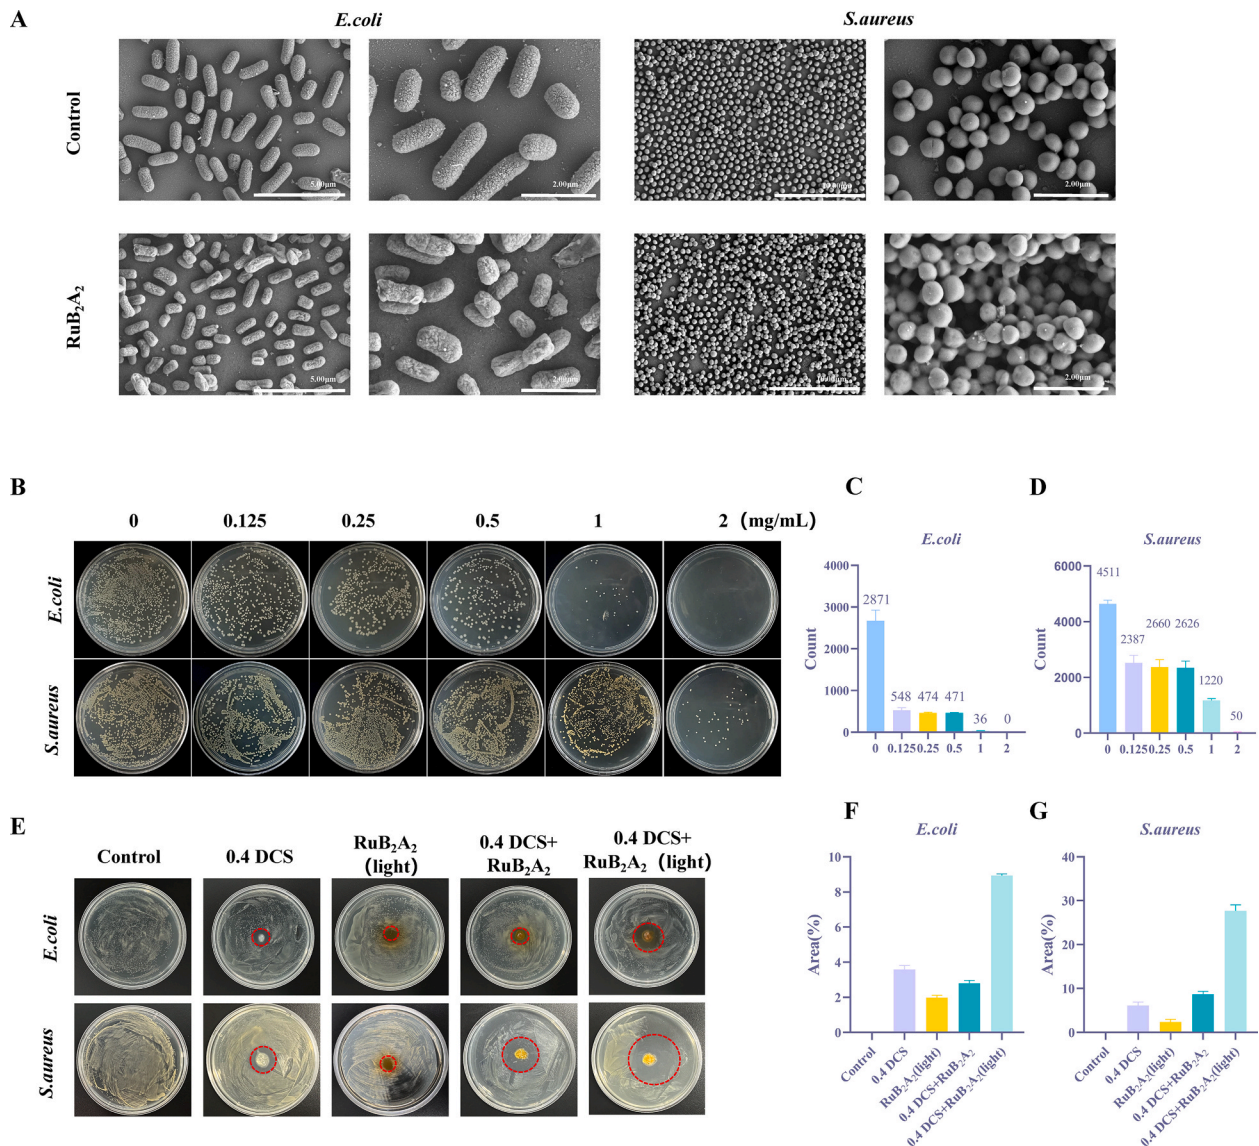 A
E.coli
S.aureus
Control
5.00μm
2.00μm
2.00μm
RuB₂A₂
5.00μm
2.00μm
2.00μm
B
0 0.125 0.25 0.5 1 2 (mg/mL)
E.coli
S.aureus
C
E.coli
Count
4000
3000
2000
1000
0
2871
548
474
471
36
0
0 0.125 0.25 0.5 1 2
D
S.aureus
Count
6000
4000
2000
0
4511
2387
2660
2626
1220
50
0 0.125 0.25 0.5 1 2
E
Control
0.4 DCS
RuB₂A₂
(light)
0.4 DCS+
RuB₂A₂
0.4 DCS+
RuB₂A₂ (light)
E.coli
S.aureus
F
E.coli
Area(%)
10
8
6
4
2
0
Control
0.4 DCS
RuB₂A₂(light)
0.4 DCS+RuB₂A₂
0.4 DCS+RuB₂A₂(light)
G
S.aureus
Area(%)
40
30
20
10
0
Control
0.4 DCS
RuB₂A₂(light)
0.4 DCS+RuB₂A₂
0.4 DCS+RuB₂A₂(light)